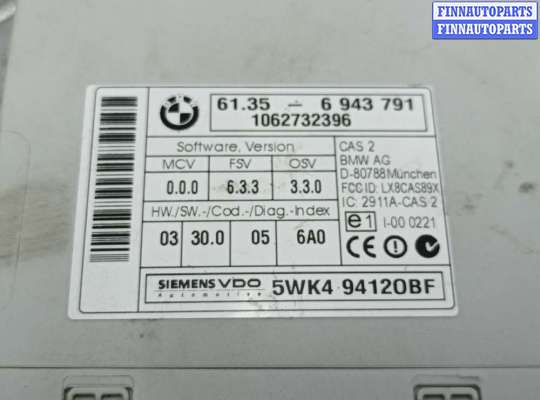 FINNAUTOPARTS
FINNAUTOPARTS
BMW
61.35 – 6 943 791
1062732396
Software, Version
MCV FSV OSV
0.0.0 6.3.3 3.3.0
HW./SW.-/Cod.-/Diag.-Index
03 30.0 05 6A0
CAS 2
BMW AG
D-80788 München
FCC ID: LX8CAS89X
IC: 2911A-CAS 2
e1 I-00 0221
CE
SIEMENS VDO
Automotive
5WK4 94120BF